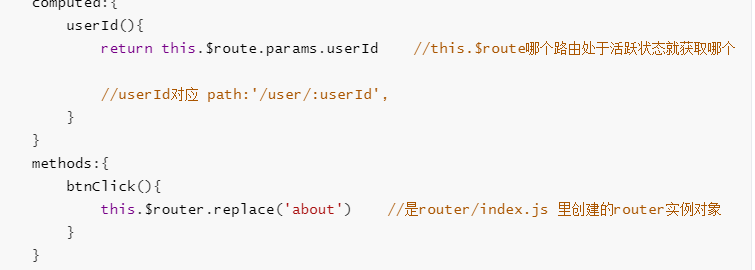 computed:{
userId(){
return this.$route.params.userId    //this.$route哪个路由处于活跃状态就获取哪个
//userId对应 path:'/user/:userId',
}
}
methods:{
btnClick(){
this.$router.replace('about')    //是router/index.js 里创建的router实例对象
}
}